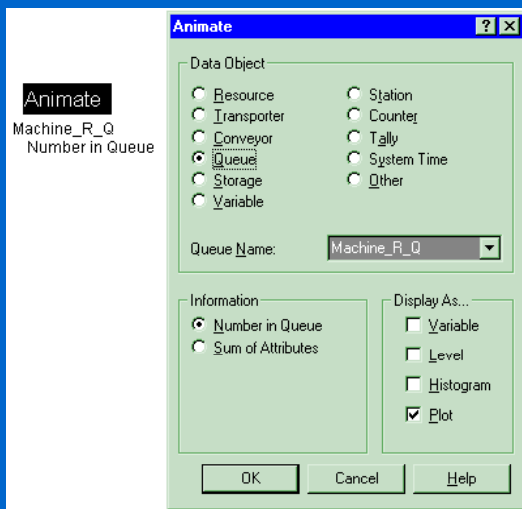 Animate
Machine_R_Q
Number in Queue
Animate
Data Object
Resource
Transporter
Conveyor
Queue
Storage
Variable
Station
Counter
Tally
System Time
Other
Queue Name: Machine_R_Q
Information
Number in Queue
Sum of Attributes
Display As...
Variable
Level
Histogram
Plot
OK Cancel Help